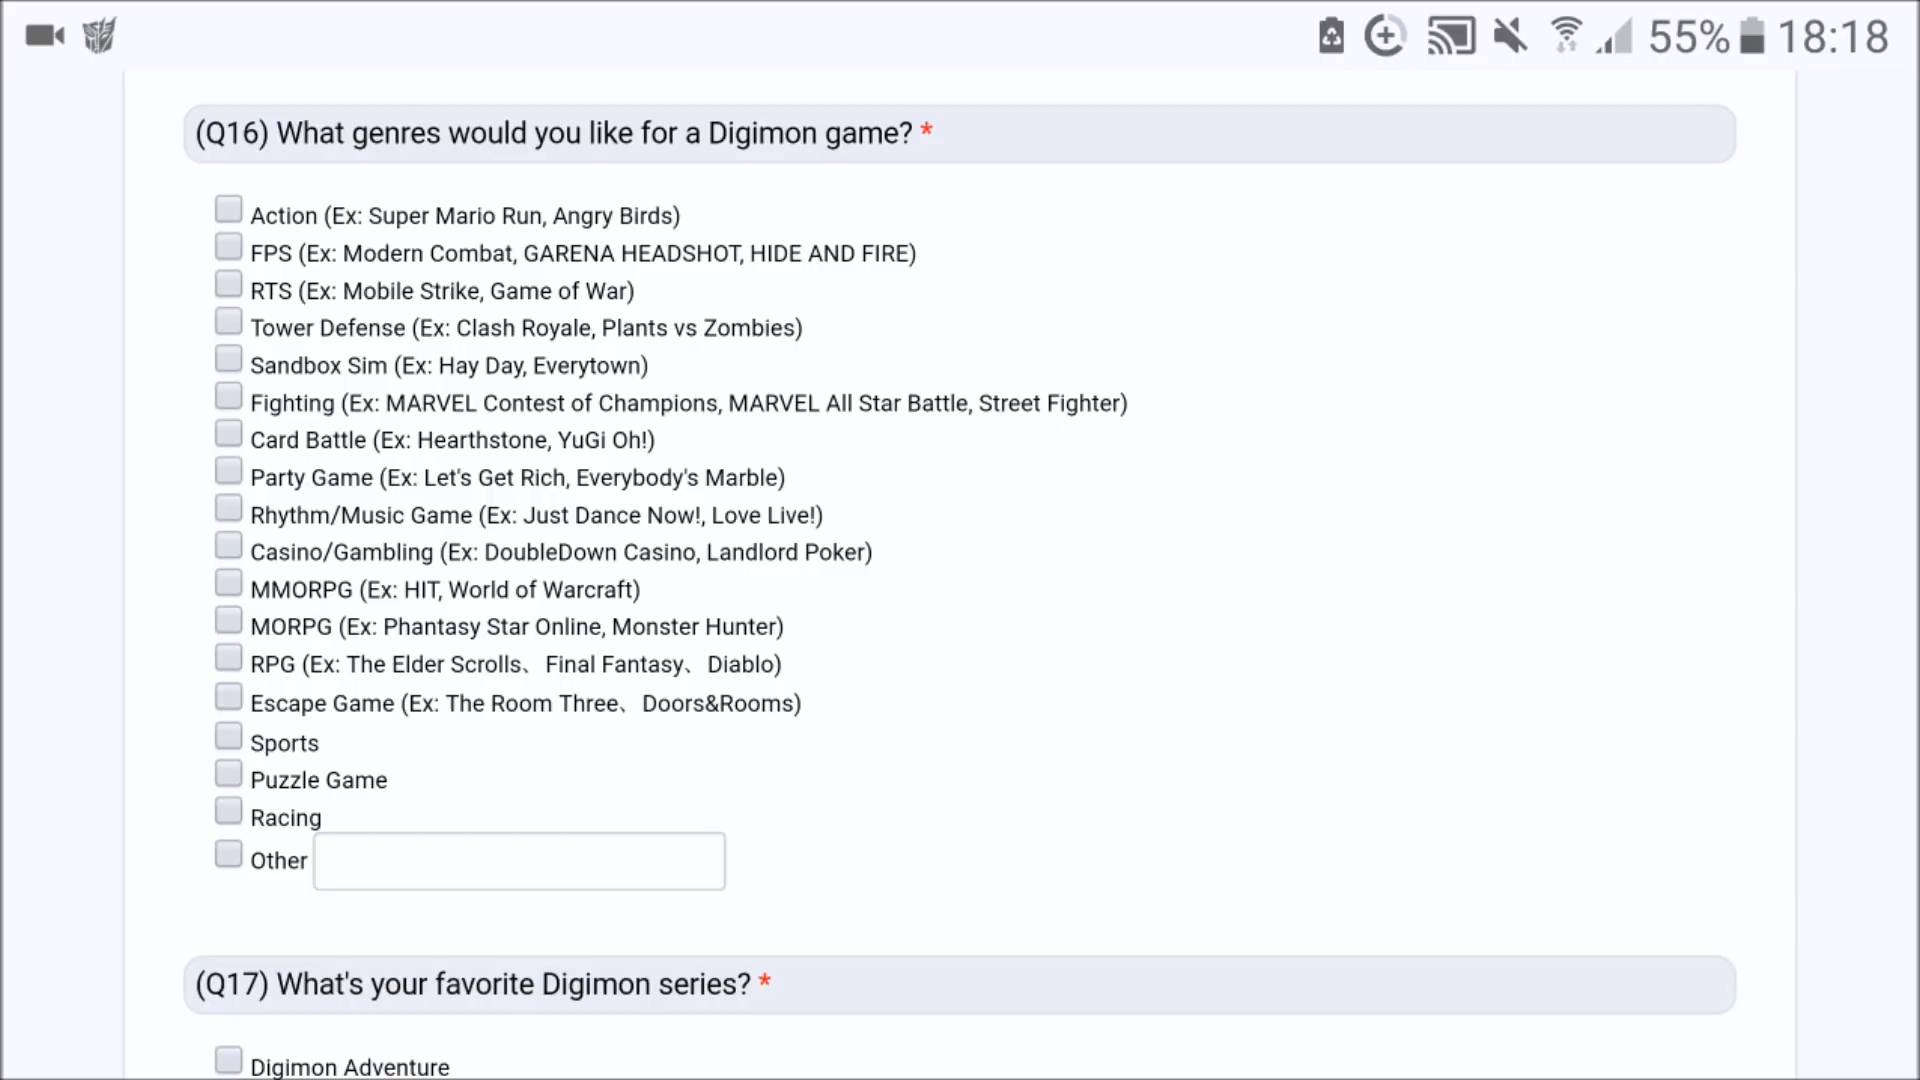 55% 18:18
(Q16) What genres would you like for a Digimon game? *
Action (Ex: Super Mario Run, Angry Birds)
FPS (Ex: Modern Combat, GARENA HEADSHOT, HIDE AND FIRE)
RTS (Ex: Mobile Strike, Game of War)
Tower Defense (Ex: Clash Royale, Plants vs Zombies)
Sandbox Sim (Ex: Hay Day, Everytown)
Fighting (Ex: MARVEL Contest of Champions, MARVEL All Star Battle, Street Fighter)
Card Battle (Ex: Hearthstone, YuGi Oh!)
Party Game (Ex: Let's Get Rich, Everybody's Marble)
Rhythm/Music Game (Ex: Just Dance Now!, Love Live!)
Casino/Gambling (Ex: DoubleDown Casino, Landlord Poker)
MMORPG (Ex: HIT, World of Warcraft)
MORPG (Ex: Phantasy Star Online, Monster Hunter)
RPG (Ex: The Elder Scrolls、Final Fantasy、Diablo)
Escape Game (Ex: The Room Three、Doors&Rooms)
Sports
Puzzle Game
Racing
Other
(Q17) What's your favorite Digimon series? *
Digimon Adventure